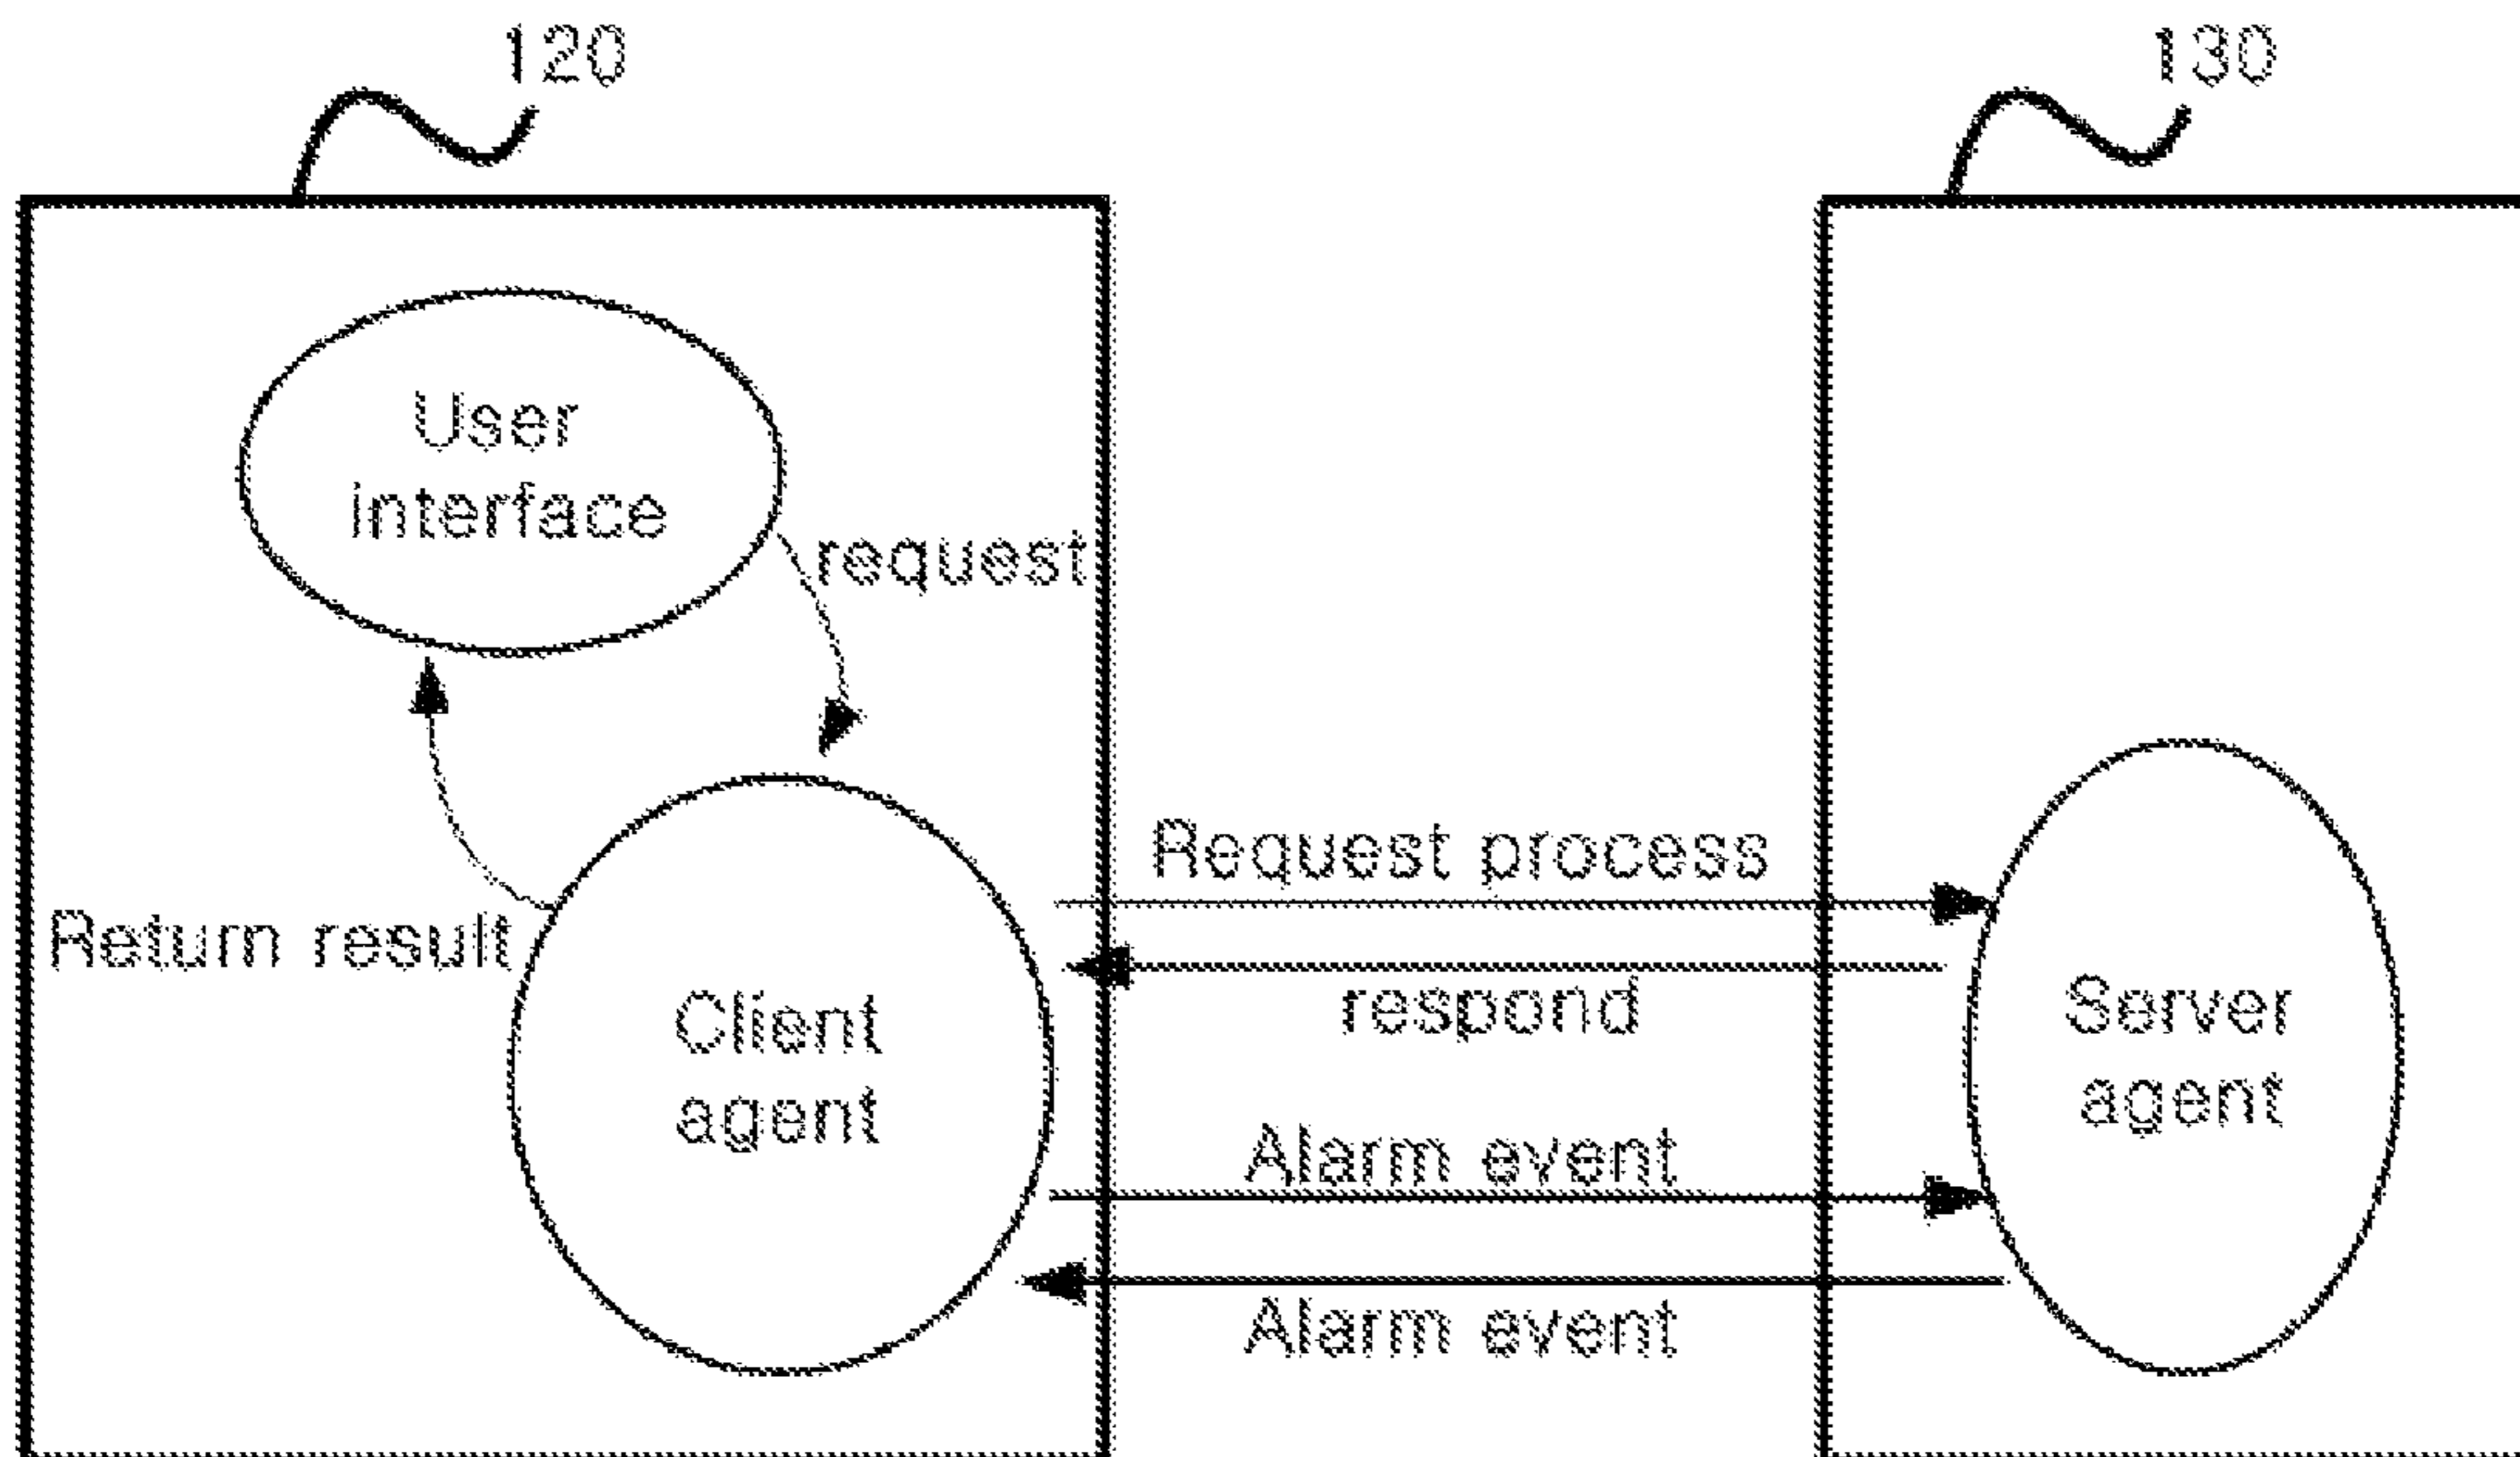 120
130
User
interface
request
Return result
Client
agent
Request process
respond
Alarm event
Alarm event
Server
agent